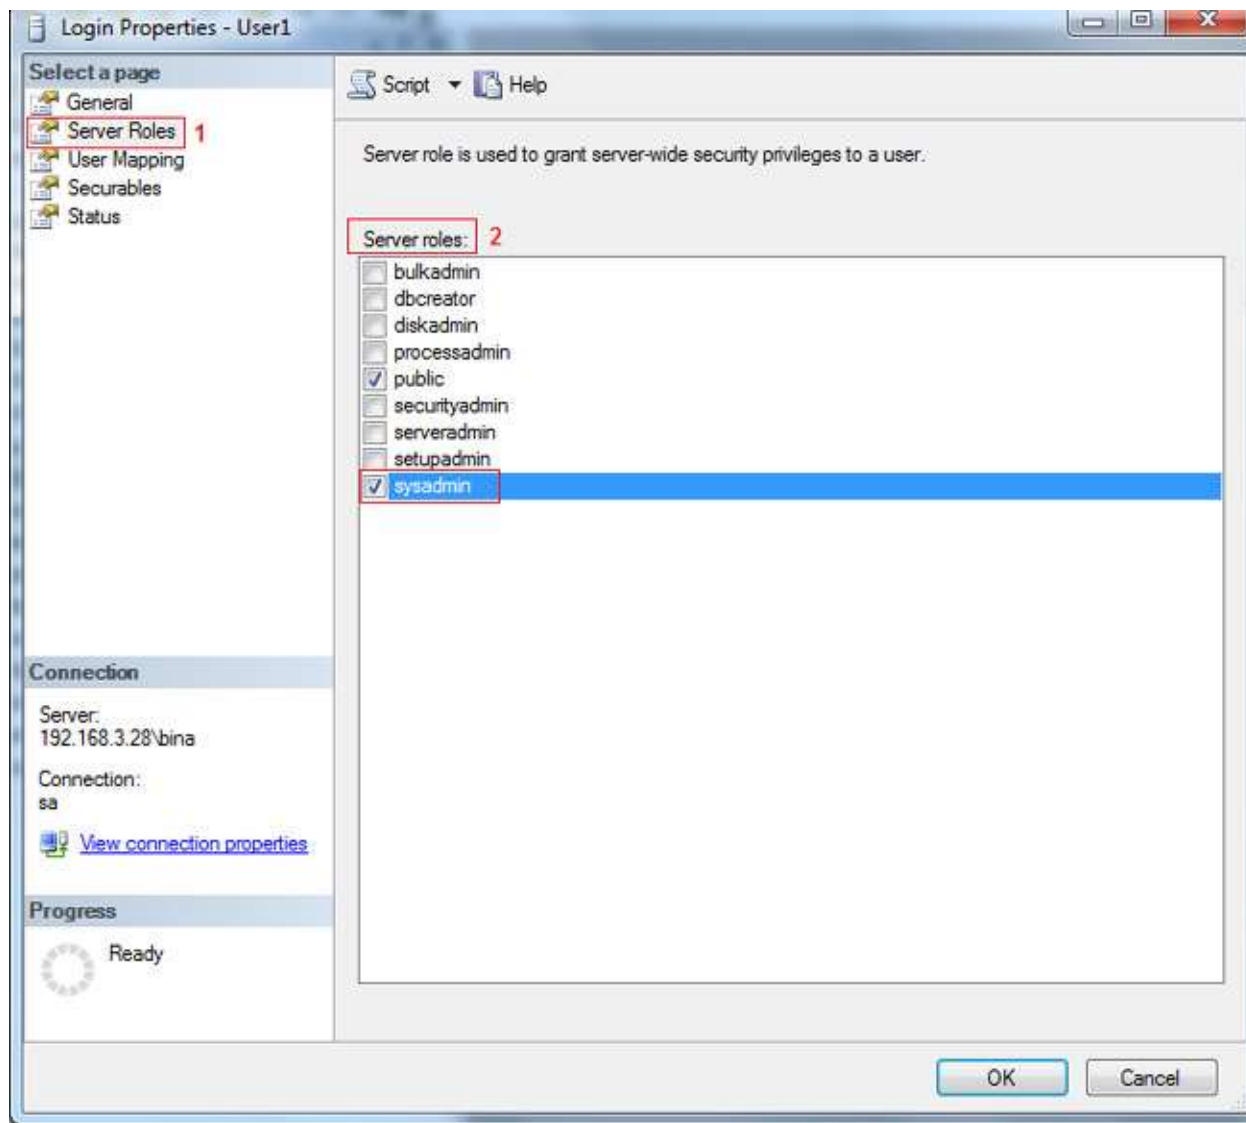 Login Properties - User1
Select a page
General
Server Roles 1
User Mapping
Securables
Status
Script Help
Server role is used to grant server-wide security privileges to a user.
Server roles: 2
bulkadmin
dbcreator
diskadmin
processadmin
public
securityadmin
serveradmin
setupadmin
sysadmin
Connection
Server:
192.168.3.28\bina
Connection:
sa
View connection properties
Progress
Ready
OK Cancel